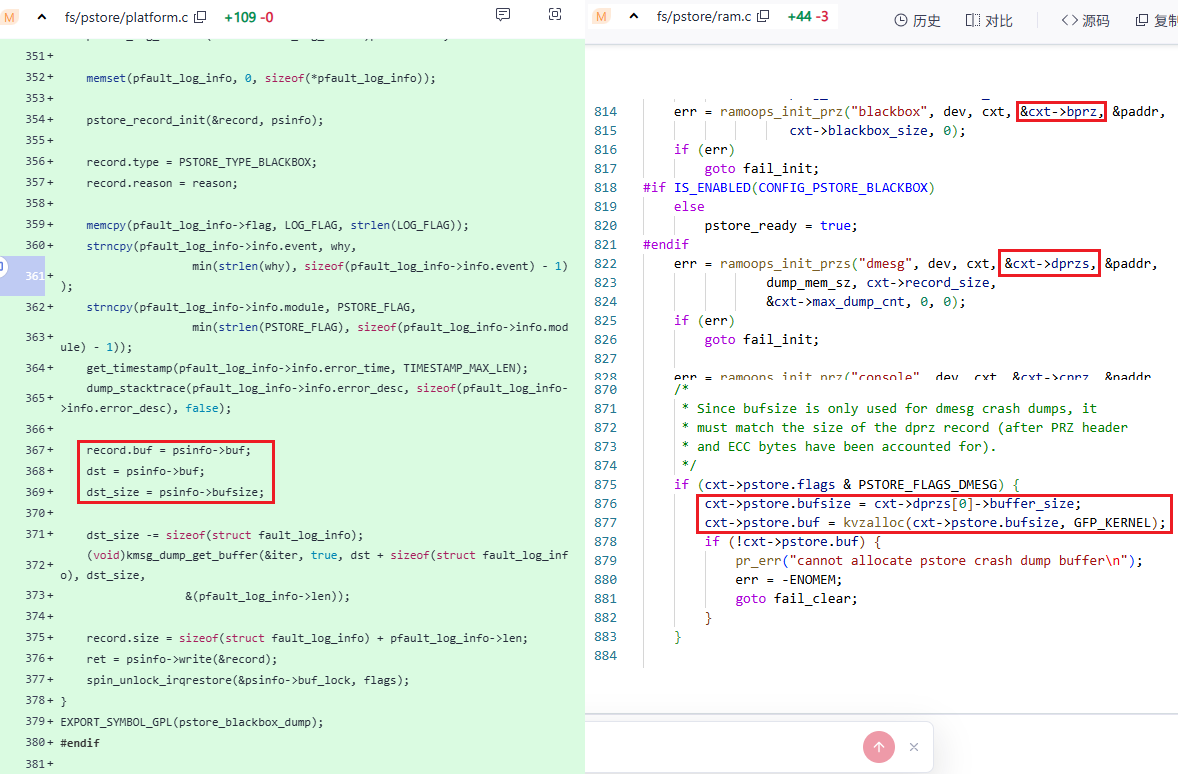 M fs/pstore/platform.c +109 -0
351+
352+ memset(pfault_log_info, 0, sizeof(*pfault_log_info));
353+
354+ pstore_record_init(&record, psinfo);
355+
356+ record.type = PSTORE_TYPE_BLACKBOX;
357+ record.reason = reason;
358+
359+ memcpy(pfault_log_info->flag, LOG_FLAG, strlen(LOG_FLAG));
360+ strncpy(pfault_log_info->info.event, why,
361+ min(strlen(why), sizeof(pfault_log_info->info.event) - 1)
);
362+ strncpy(pfault_log_info->info.module, PSTORE_FLAG,
363+ min(strlen(PSTORE_FLAG), sizeof(pfault_log_info->info.mod
ule) - 1));
364+ get_timestamp(pfault_log_info->info.error_time, TIMESTAMP_MAX_LEN);
365+ dump_stacktrace(pfault_log_info->info.error_desc, sizeof(pfault_log_info-
>info.error_desc), false);
366+
367+ record.buf = psinfo->buf;
368+ dst = psinfo->buf;
369+ dst_size = psinfo->bufsize;
370+
371+ dst_size -= sizeof(struct fault_log_info);
372+ (void)kmsg_dump_get_buffer(&iter, true, dst + sizeof(struct fault_log_inf
o), dst_size,
373+ &(pfault_log_info->len));
374+
375+ record.size = sizeof(struct fault_log_info) + pfault_log_info->len;
376+ ret = psinfo->write(&record);
377+ spin_unlock_irqrestore(&psinfo->buf_lock, flags);
378+ }
379+ EXPORT_SYMBOL_GPL(pstore_blackbox_dump);
380+ #endif
381+
M fs/pstore/ram.c +44 -3 历史 对比 源码 复制
814 err = ramoops_init_prz("blackbox", dev, cxt, &cxt->bprz, &paddr,
815 cxt->blackbox_size, 0);
816 if (err)
817 goto fail_init;
818 #if IS_ENABLED(CONFIG_PSTORE_BLACKBOX)
819 else
820 pstore_ready = true;
821 #endif
822 err = ramoops_init_przs("dmesg", dev, cxt, &cxt->dprzs, &paddr,
823 dump_mem_sz, cxt->record_size,
824 &cxt->max_dump_cnt, 0, 0);
825 if (err)
826 goto fail_init;
827
828 err = ramoops_init_prz("console", dev, cxt, &cxt->cprz, &paddr
870 /*
871 * Since bufsize is only used for dmesg crash dumps, it
872 * must match the size of the dprz record (after PRZ header
873 * and ECC bytes have been accounted for).
874 */
875 if (cxt->pstore.flags & PSTORE_FLAGS_DMESG) {
876 cxt->pstore.bufsize = cxt->dprzs[0]->buffer_size;
877 cxt->pstore.buf = kvzalloc(cxt->pstore.bufsize, GFP_KERNEL);
878 if (!cxt->pstore.buf) {
879 pr_err("cannot allocate pstore crash dump buffer\n");
880 err = -ENOMEM;
881 goto fail_clear;
882 }
883 }
884